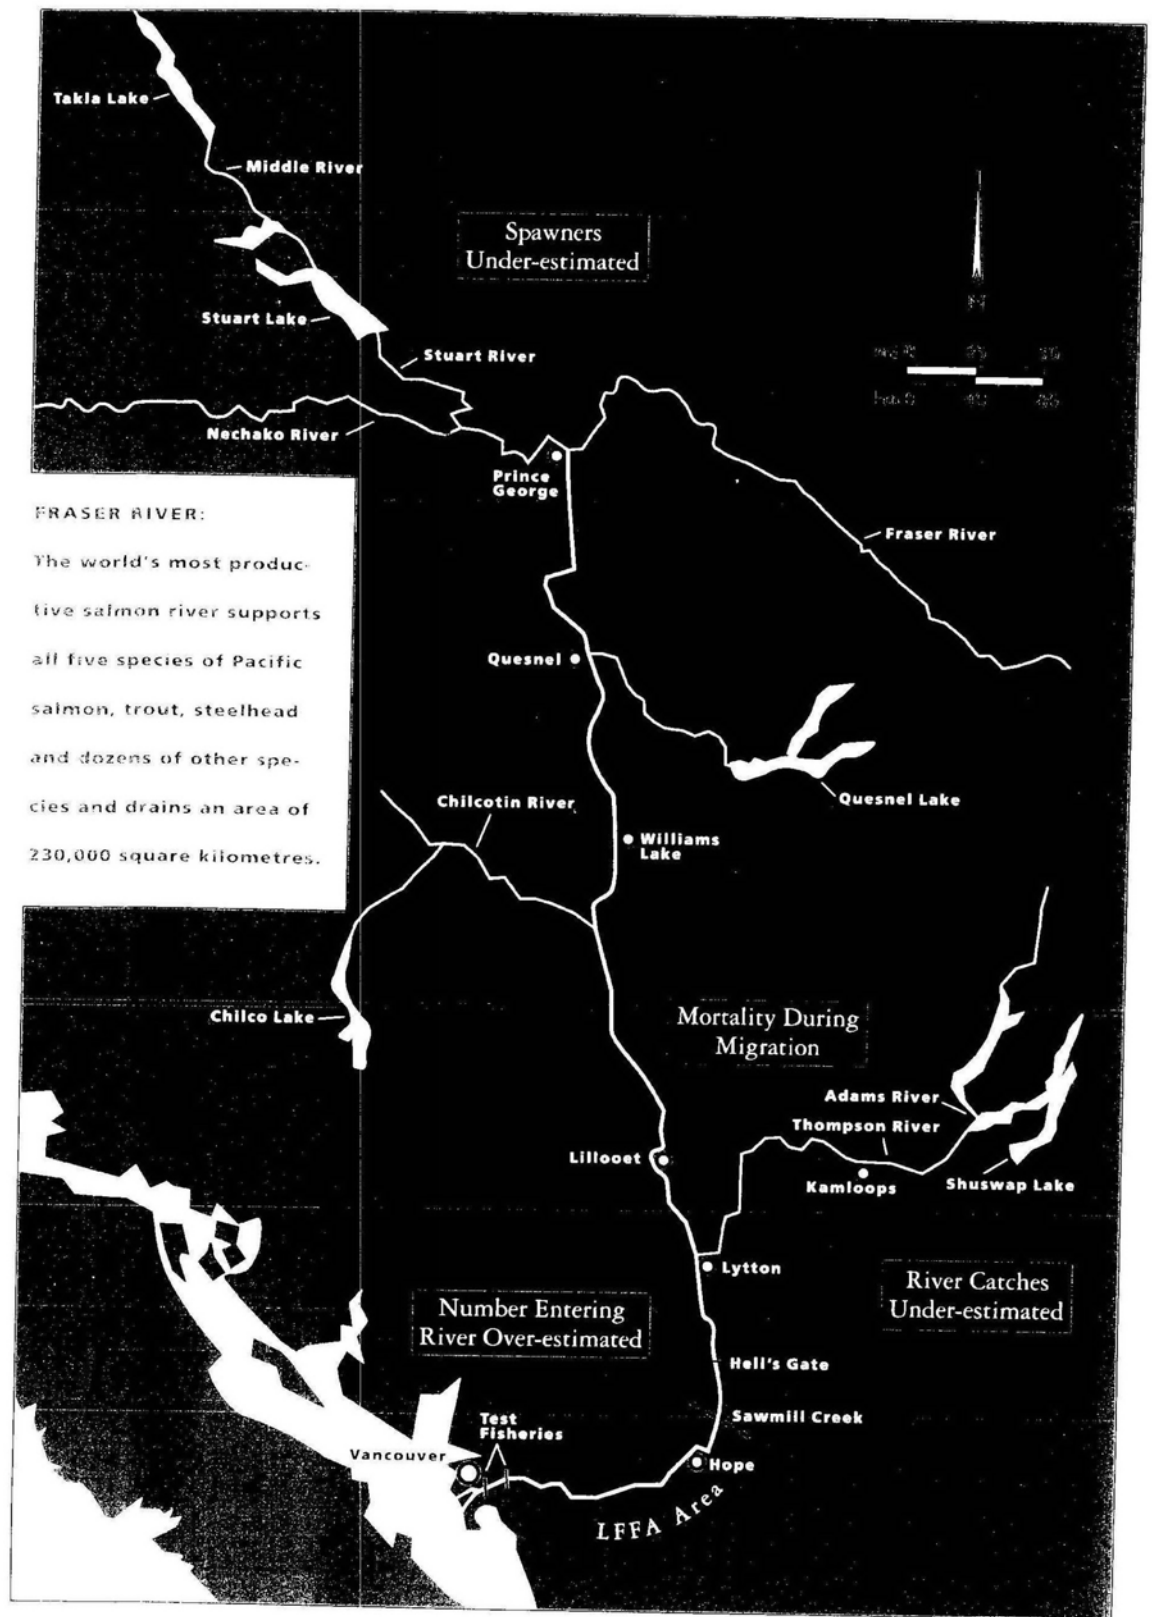 Takla Lake
Middle River
Spawners
Under-estimated
N
Stuart Lake
Stuart River
Nechako River
Prince
George
FRASER RIVER:
The world's most produc-
tive salmon river supports
all five species of Pacific
salmon, trout, steelhead
and dozens of other spe-
cies and drains an area of
230,000 square kilometres.
Fraser River
Quesnel
Quesnel Lake
Chilcotin River
Williams
Lake
Chilco Lake
Mortality During
Migration
Adams River
Thompson River
Lillooet
Kamloops
Shuswap Lake
Lytton
River Catches
Under-estimated
Number Entering
River Over-estimated
Hell's Gate
Sawmill Creek
Test
Fisheries
Vancouver
Hope
LFFA Area